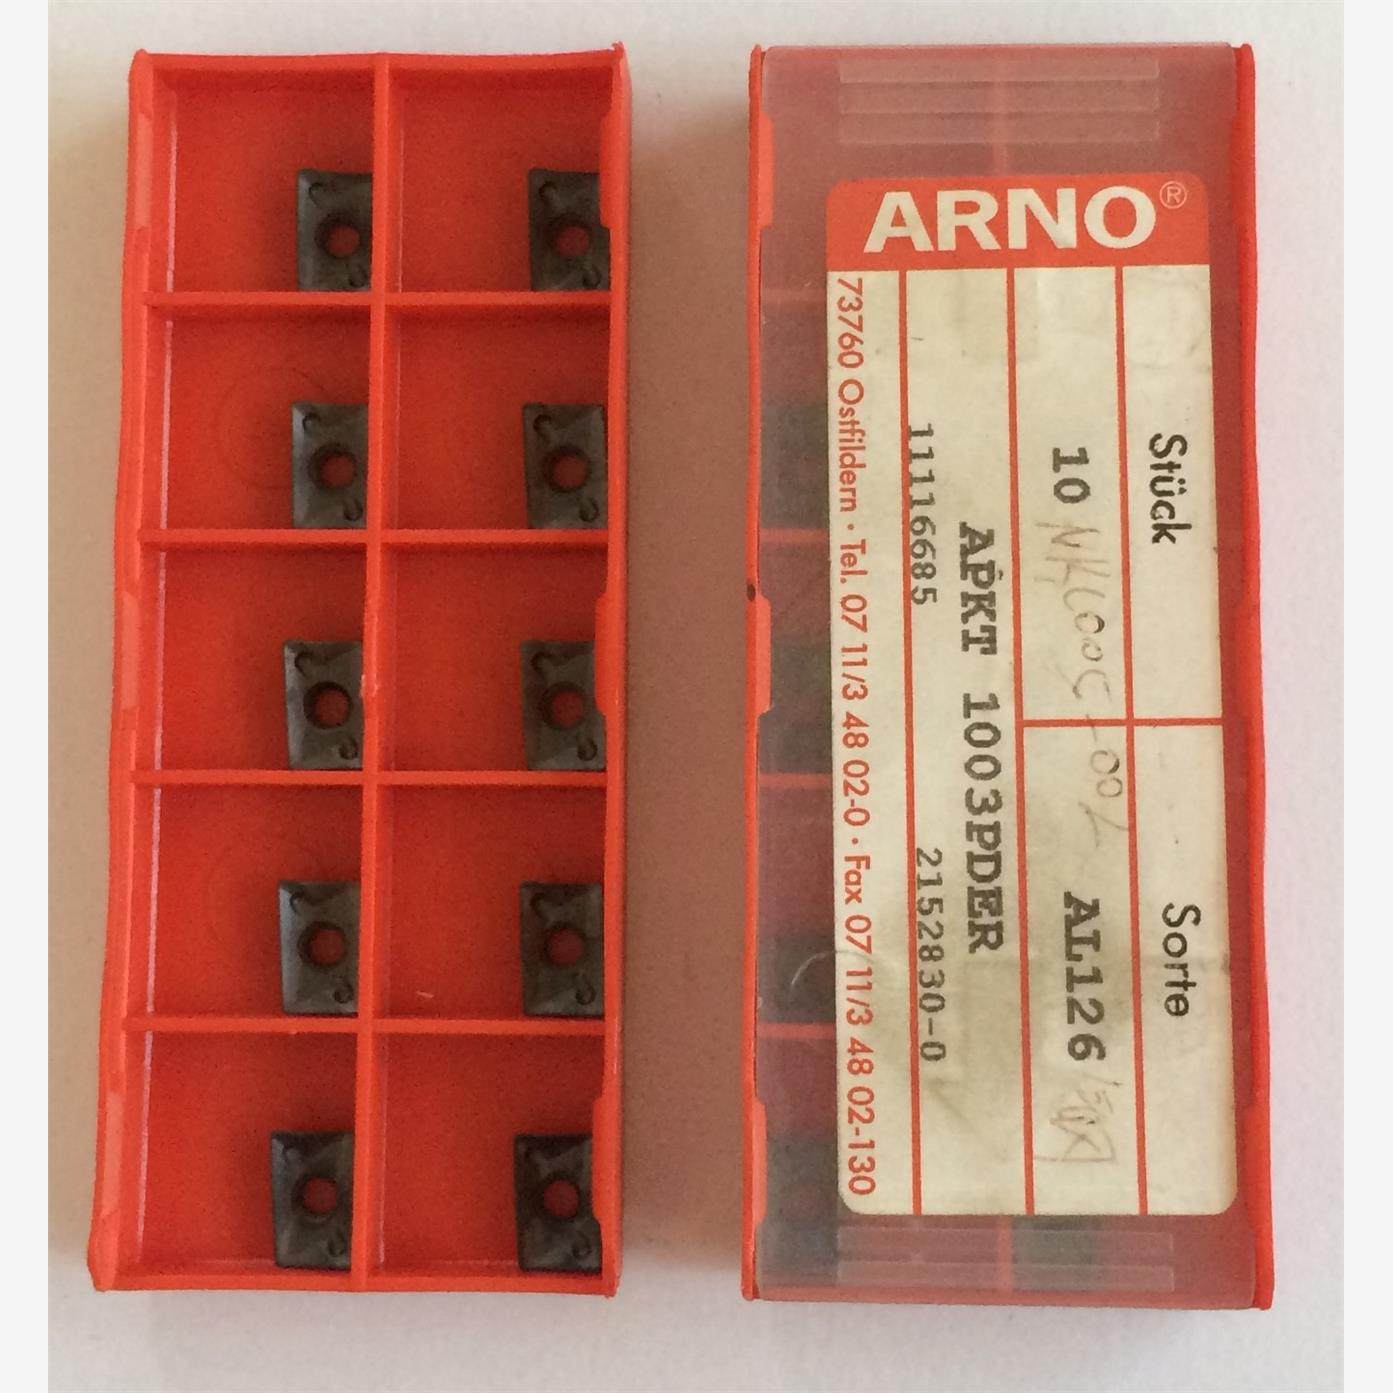 ARNO®
Stück
Sorte
10
AL126
APKT 1003PDER
1116685
2152830-0
73760 Ostfildern · Tel. 07 11/3 48 02-0 · Fax 07/11/3 48 02-130